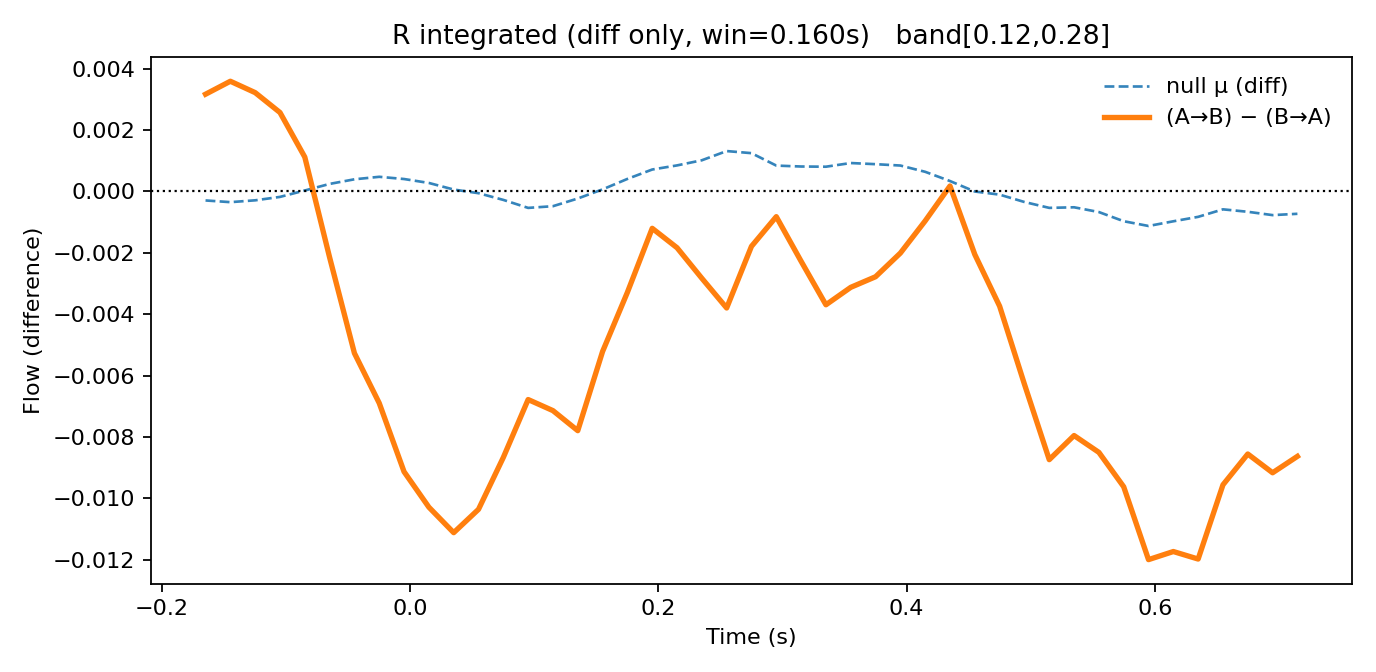 R integrated (diff only, win=0.160s)   band[0.12,0.28]
null μ (diff)
(A→B) − (B→A)
0.004
0.002
0.000
−0.002
−0.004
−0.006
−0.008
−0.010
−0.012
Flow (difference)
−0.2
0.0
0.2
0.4
0.6
Time (s)